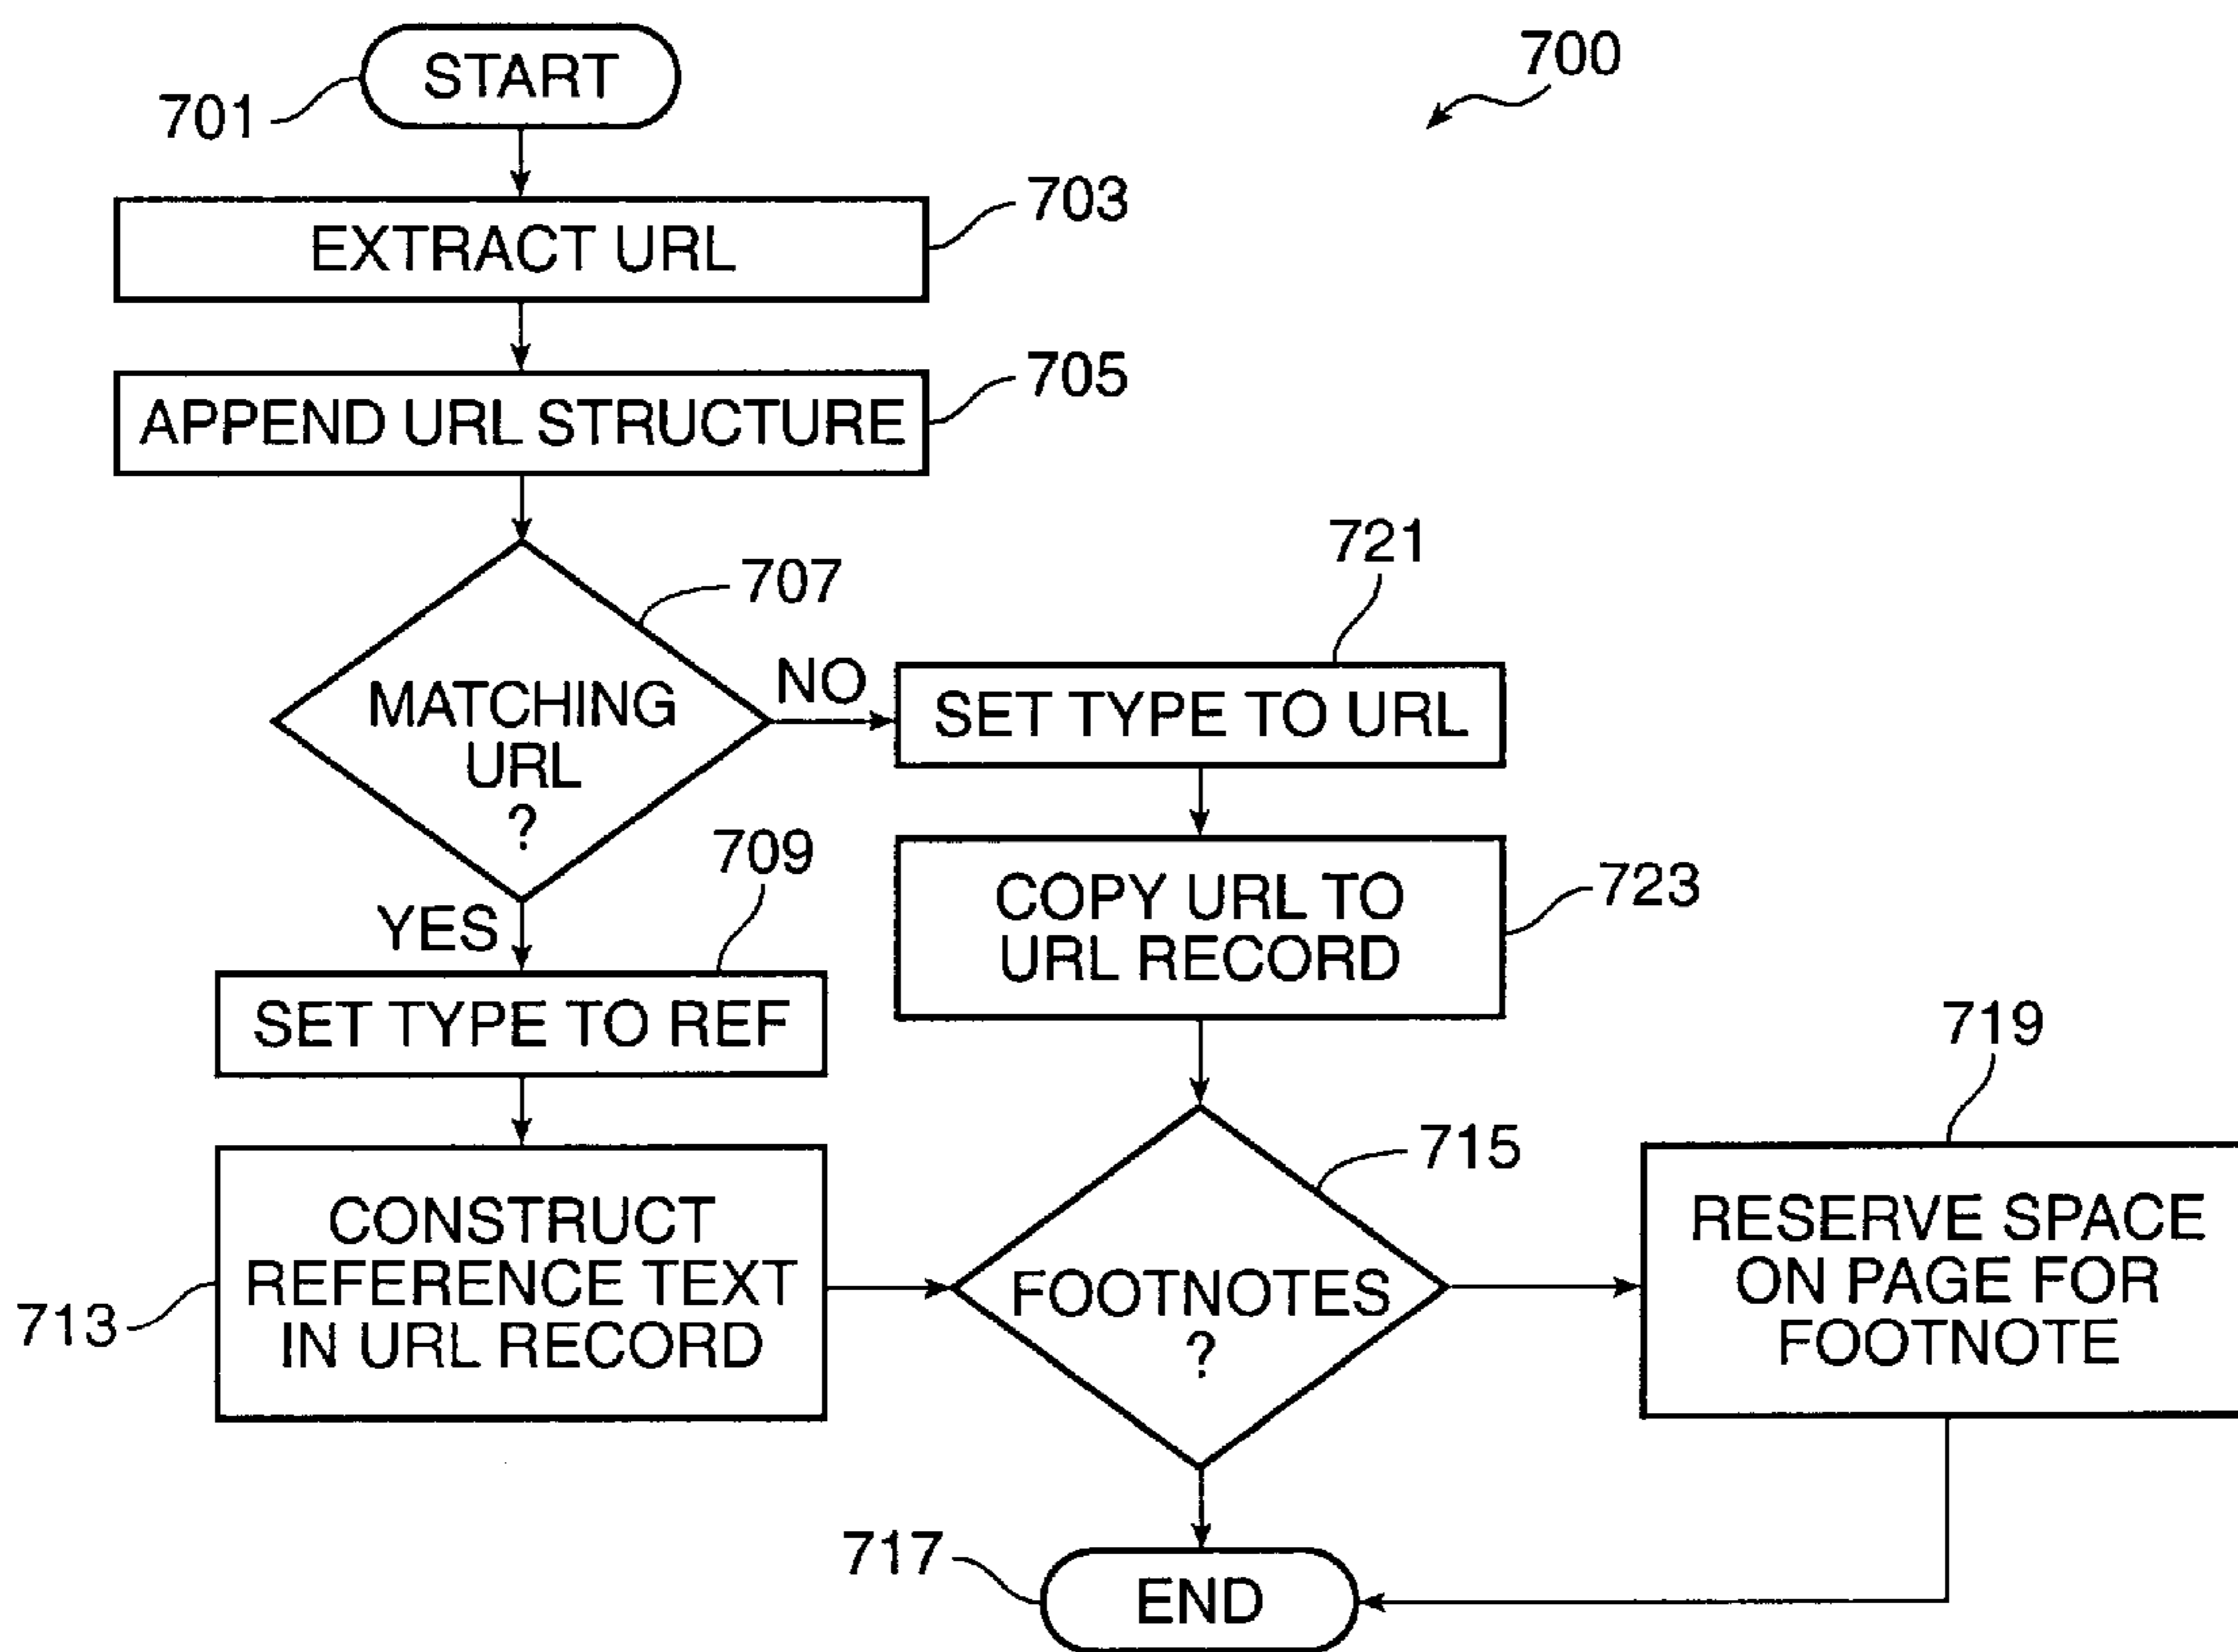 700
START
701
EXTRACT URL
703
APPEND URL STRUCTURE
705
707
MATCHING
URL
?
NO
721
SET TYPE TO URL
YES
709
SET TYPE TO REF
COPY URL TO
URL RECORD
723
713
CONSTRUCT
REFERENCE TEXT
IN URL RECORD
715
FOOTNOTES
?
719
RESERVE SPACE
ON PAGE FOR
FOOTNOTE
717
END